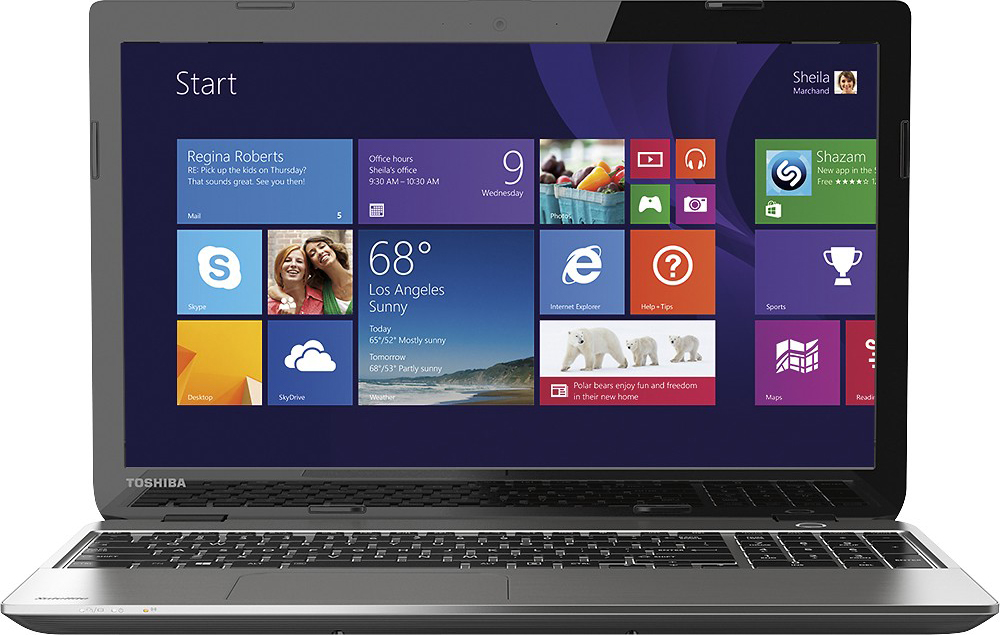 Start
Sheila
Marchand
Regina Roberts
RE: Pick up the kids on Thursday?
That sounds great. See you then!
Mail
5
Office hours
Sheila's office
9:30 AM – 10:30 AM
9
Wednesday
Photos
Shazam
New app in the S
Free ★★★★☆ 1
Skype
68°
Los Angeles
Sunny
Today
65°/52° Mostly sunny
Tomorrow
68°/53° Partly sunny
Weather
Internet Explorer
Help+Tips
Sports
Desktop
SkyDrive
Polar bears enjoy fun and freedom
in their new home
Maps
Readi
TOSHIBA
Satellite